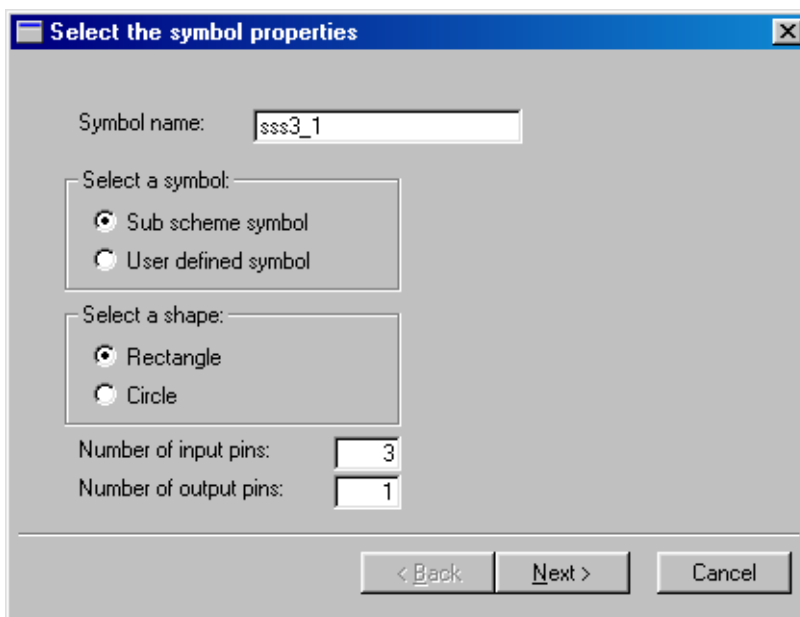 Select the symbol properties
Symbol name: sss3_1
Select a symbol:
Sub scheme symbol
User defined symbol
Select a shape:
Rectangle
Circle
Number of input pins: 3
Number of output pins: 1
< Back Next > Cancel